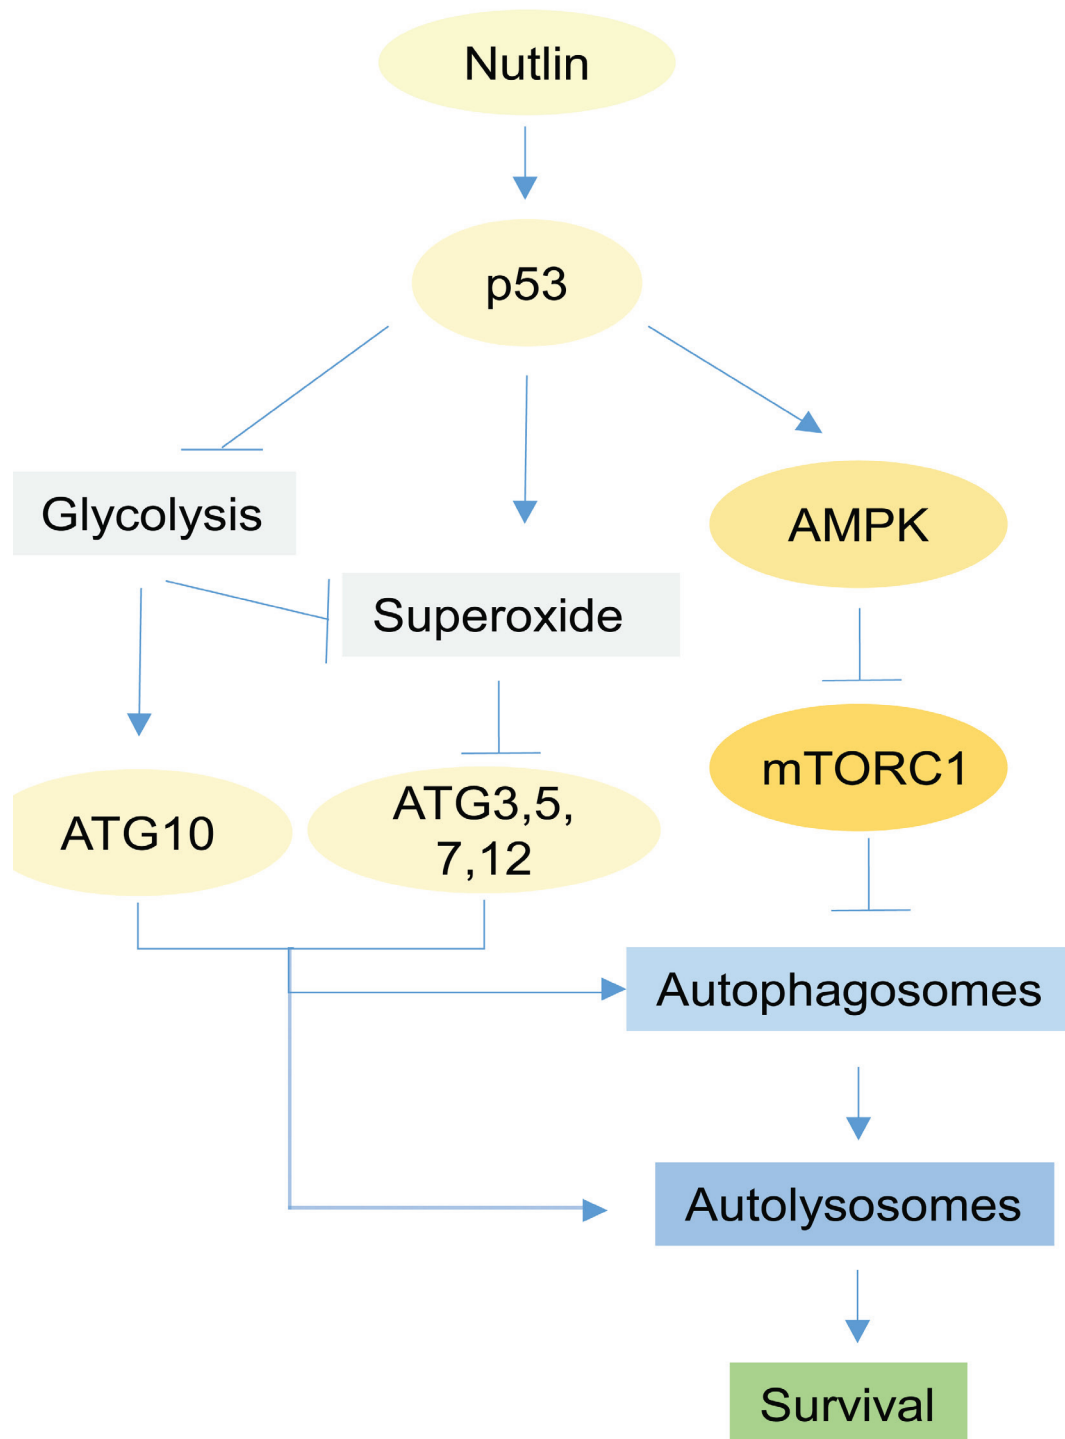 Nutlin
p53
Glycolysis
AMPK
Superoxide
mTORC1
ATG10
ATG3,5,
7,12
Autophagosomes
Autolysosomes
Survival